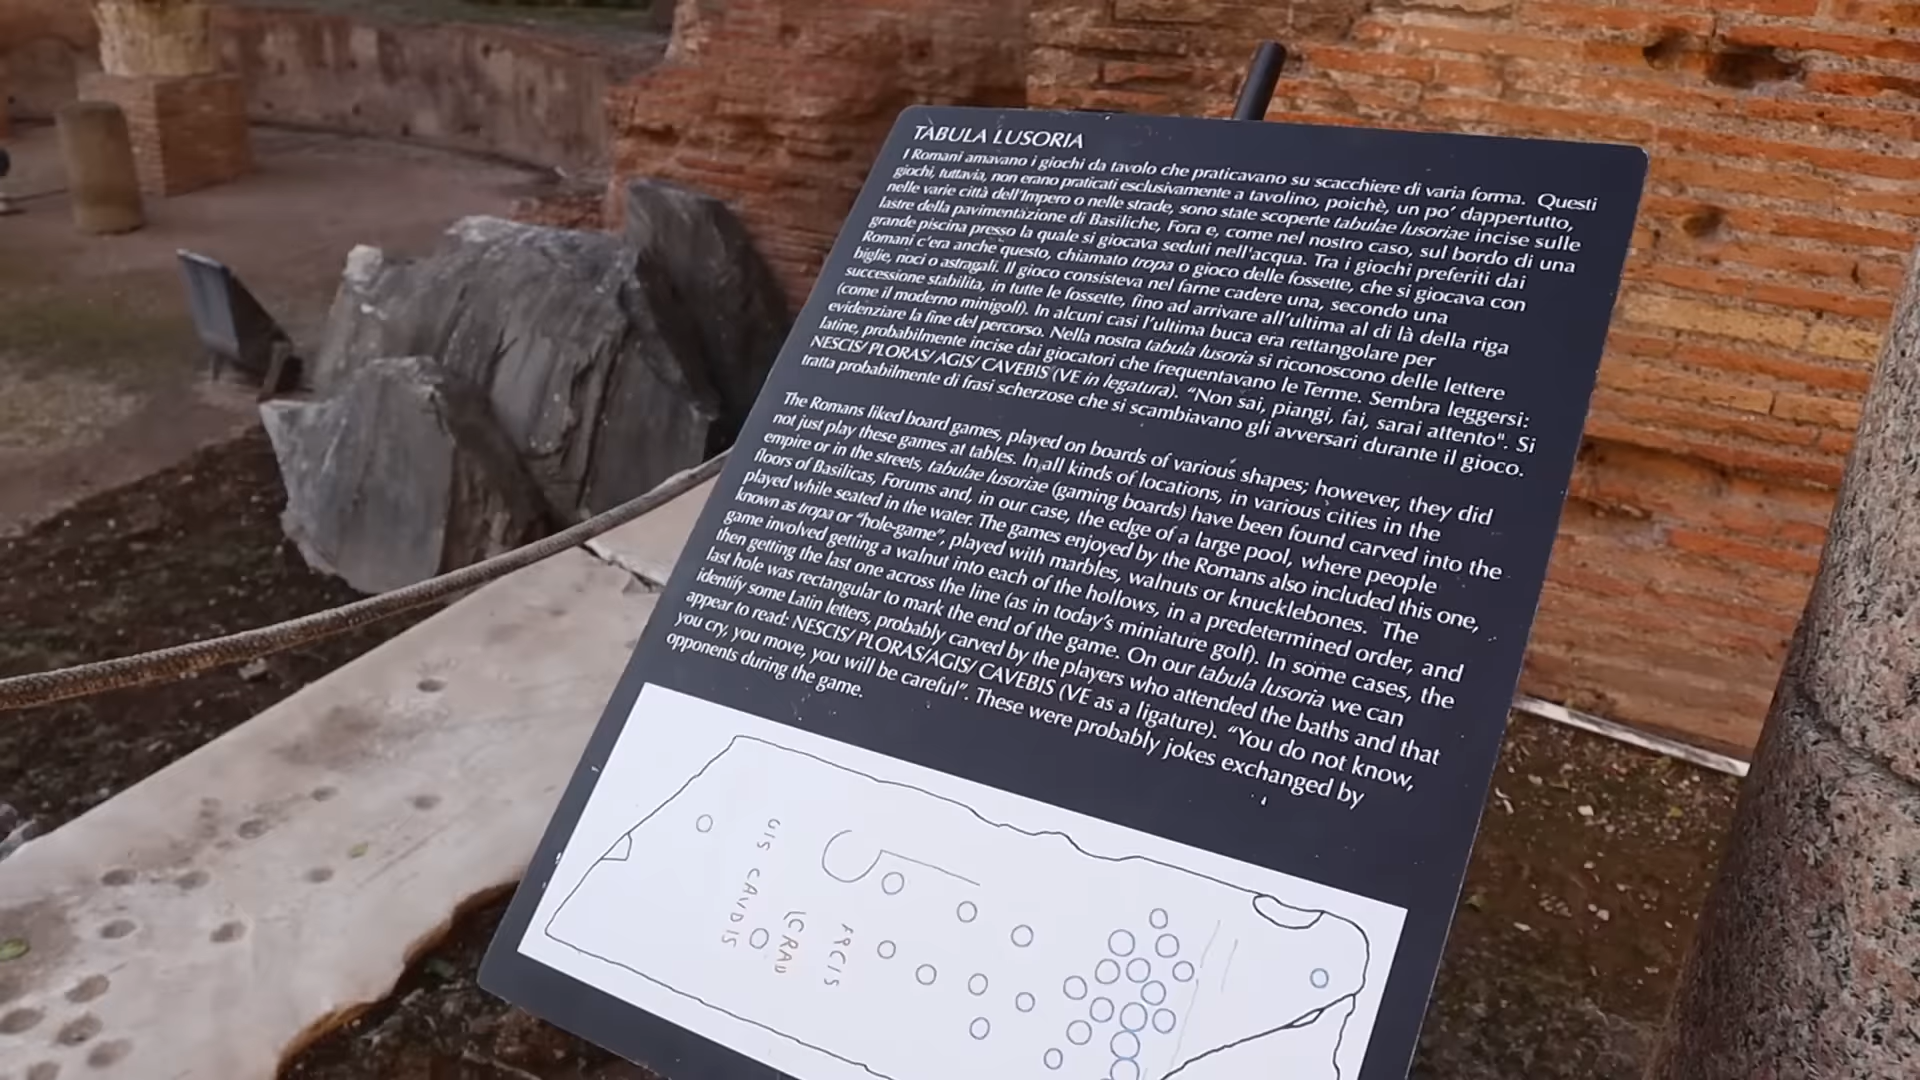 TABULA LUSORIA
I Romani amavano i giochi da tavolo che praticavano su scacchiere di varia forma. Questi
giochi, tuttavia, non erano praticati esclusivamente a tavolino, poichè, un po' dappertutto,
nelle varie città dell'Impero o nelle strade, sono state scoperte tabulae lusoriae incise sulle
lastre della pavimentazione di Basiliche, Fora e, come nel nostro caso, sul bordo di una
grande piscina presso la quale si giocava seduti nell'acqua. Tra i giochi preferiti dai
Romani c'era anche questo, chiamato tropa o gioco delle fossette, che si giocava con
biglie, noci o astragali. Il gioco consisteva nel farne cadere una, secondo una
successione stabilita, in tutte le fossette, fino ad arrivare all'ultima al di là della riga
(come il moderno minigolf). In alcuni casi l'ultima buca era rettangolare per
evidenziare la fine del percorso. Nella nostra tabula lusoria si riconoscono delle lettere
latine, probabilmente incise dai giocatori che frequentavano le Terme. Sembra leggersi:
NESCIS/ PLORAS/ AGIS/ CAVEBIS (VE in legatura). "Non sai, piangi, fai, sarai attento". Si
tratta probabilmente di frasi scherzose che si scambiavano gli avversari durante il gioco.
The Romans liked board games, played on boards of various shapes; however, they did
not just play these games at tables. In all kinds of locations, in various cities in the
empire or in the streets, tabulae lusoriae (gaming boards) have been found carved into the
floors of Basilicas, Forums and, in our case, the edge of a large pool, where people
played while seated in the water. The games enjoyed by the Romans also included this one,
known as tropa or "hole-game", played with marbles, walnuts or knucklebones. The
game involved getting a walnut into each of the hollows, in a predetermined order, and
then getting the last one across the line (as in today's miniature golf). In some cases, the
last hole was rectangular to mark the end of the game. On our tabula lusoria we can
identify some Latin letters, probably carved by the players who attended the baths and that
appear to read: NESCIS/ PLORAS/AGIS/ CAVEBIS (VE as a ligature). "You do not know,
you cry, you move, you will be careful". These were probably jokes exchanged by
opponents during the game.